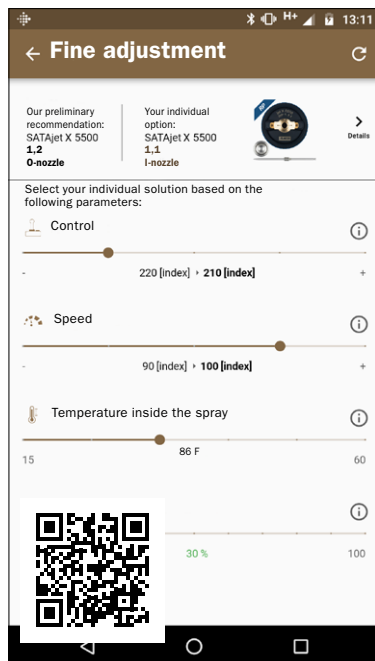 H+ 13:11
Fine adjustment
Our preliminary
recommendation:
SATAjet X 5500
1,2
O-nozzle
Your individual
option:
SATAjet X 5500
1,1
I-nozzle
Details
Select your individual solution based on the
following parameters:
Control
- 220 [index] ‣ 210 [index] +
Speed
- 90 [index] ‣ 100 [index] +
Temperature inside the spray
86 F
15 60
30 % 100